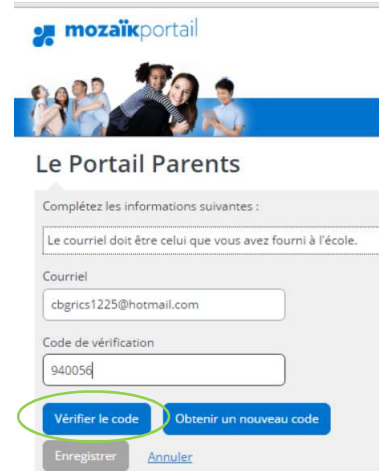 mozaïkportail
Le Portail Parents
Complétez les informations suivantes :
Le courriel doit être celui que vous avez fourni à l'école.
Courriel
cbgrics1225@hotmail.com
Code de vérification
940056
Vérifier le code Obtenir un nouveau code
Enregistrer Annuler